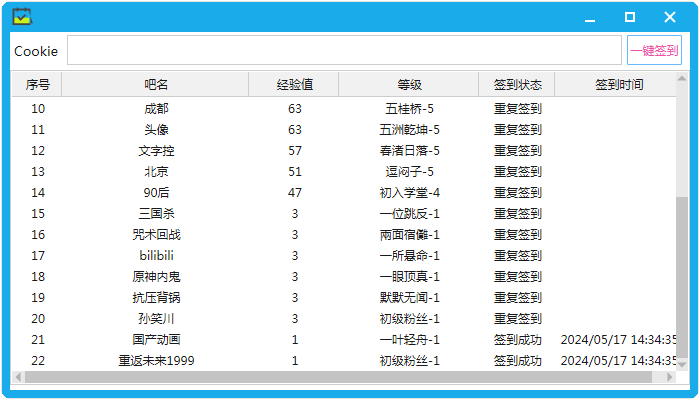 Cookie 一键签到
序号 吧名 经验值 等级 签到状态 签到时间
10 成都 63 五桂桥-5 重复签到
11 头像 63 五洲乾坤-5 重复签到
12 文字控 57 春渚日落-5 重复签到
13 北京 51 逗闷子-5 重复签到
14 90后 47 初入学堂-4 重复签到
15 三国杀 3 一位跳反-1 重复签到
16 咒术回战 3 兩面宿儺-1 重复签到
17 bilibili 3 一所悬命-1 重复签到
18 原神内鬼 3 一眼顶真-1 重复签到
19 抗压背锅 3 默默无闻-1 重复签到
20 孙笑川 3 初级粉丝-1 重复签到
21 国产动画 1 一叶轻舟-1 签到成功 2024/05/17 14:34:35
22 重返未来1999 1 初级粉丝-1 签到成功 2024/05/17 14:34:35